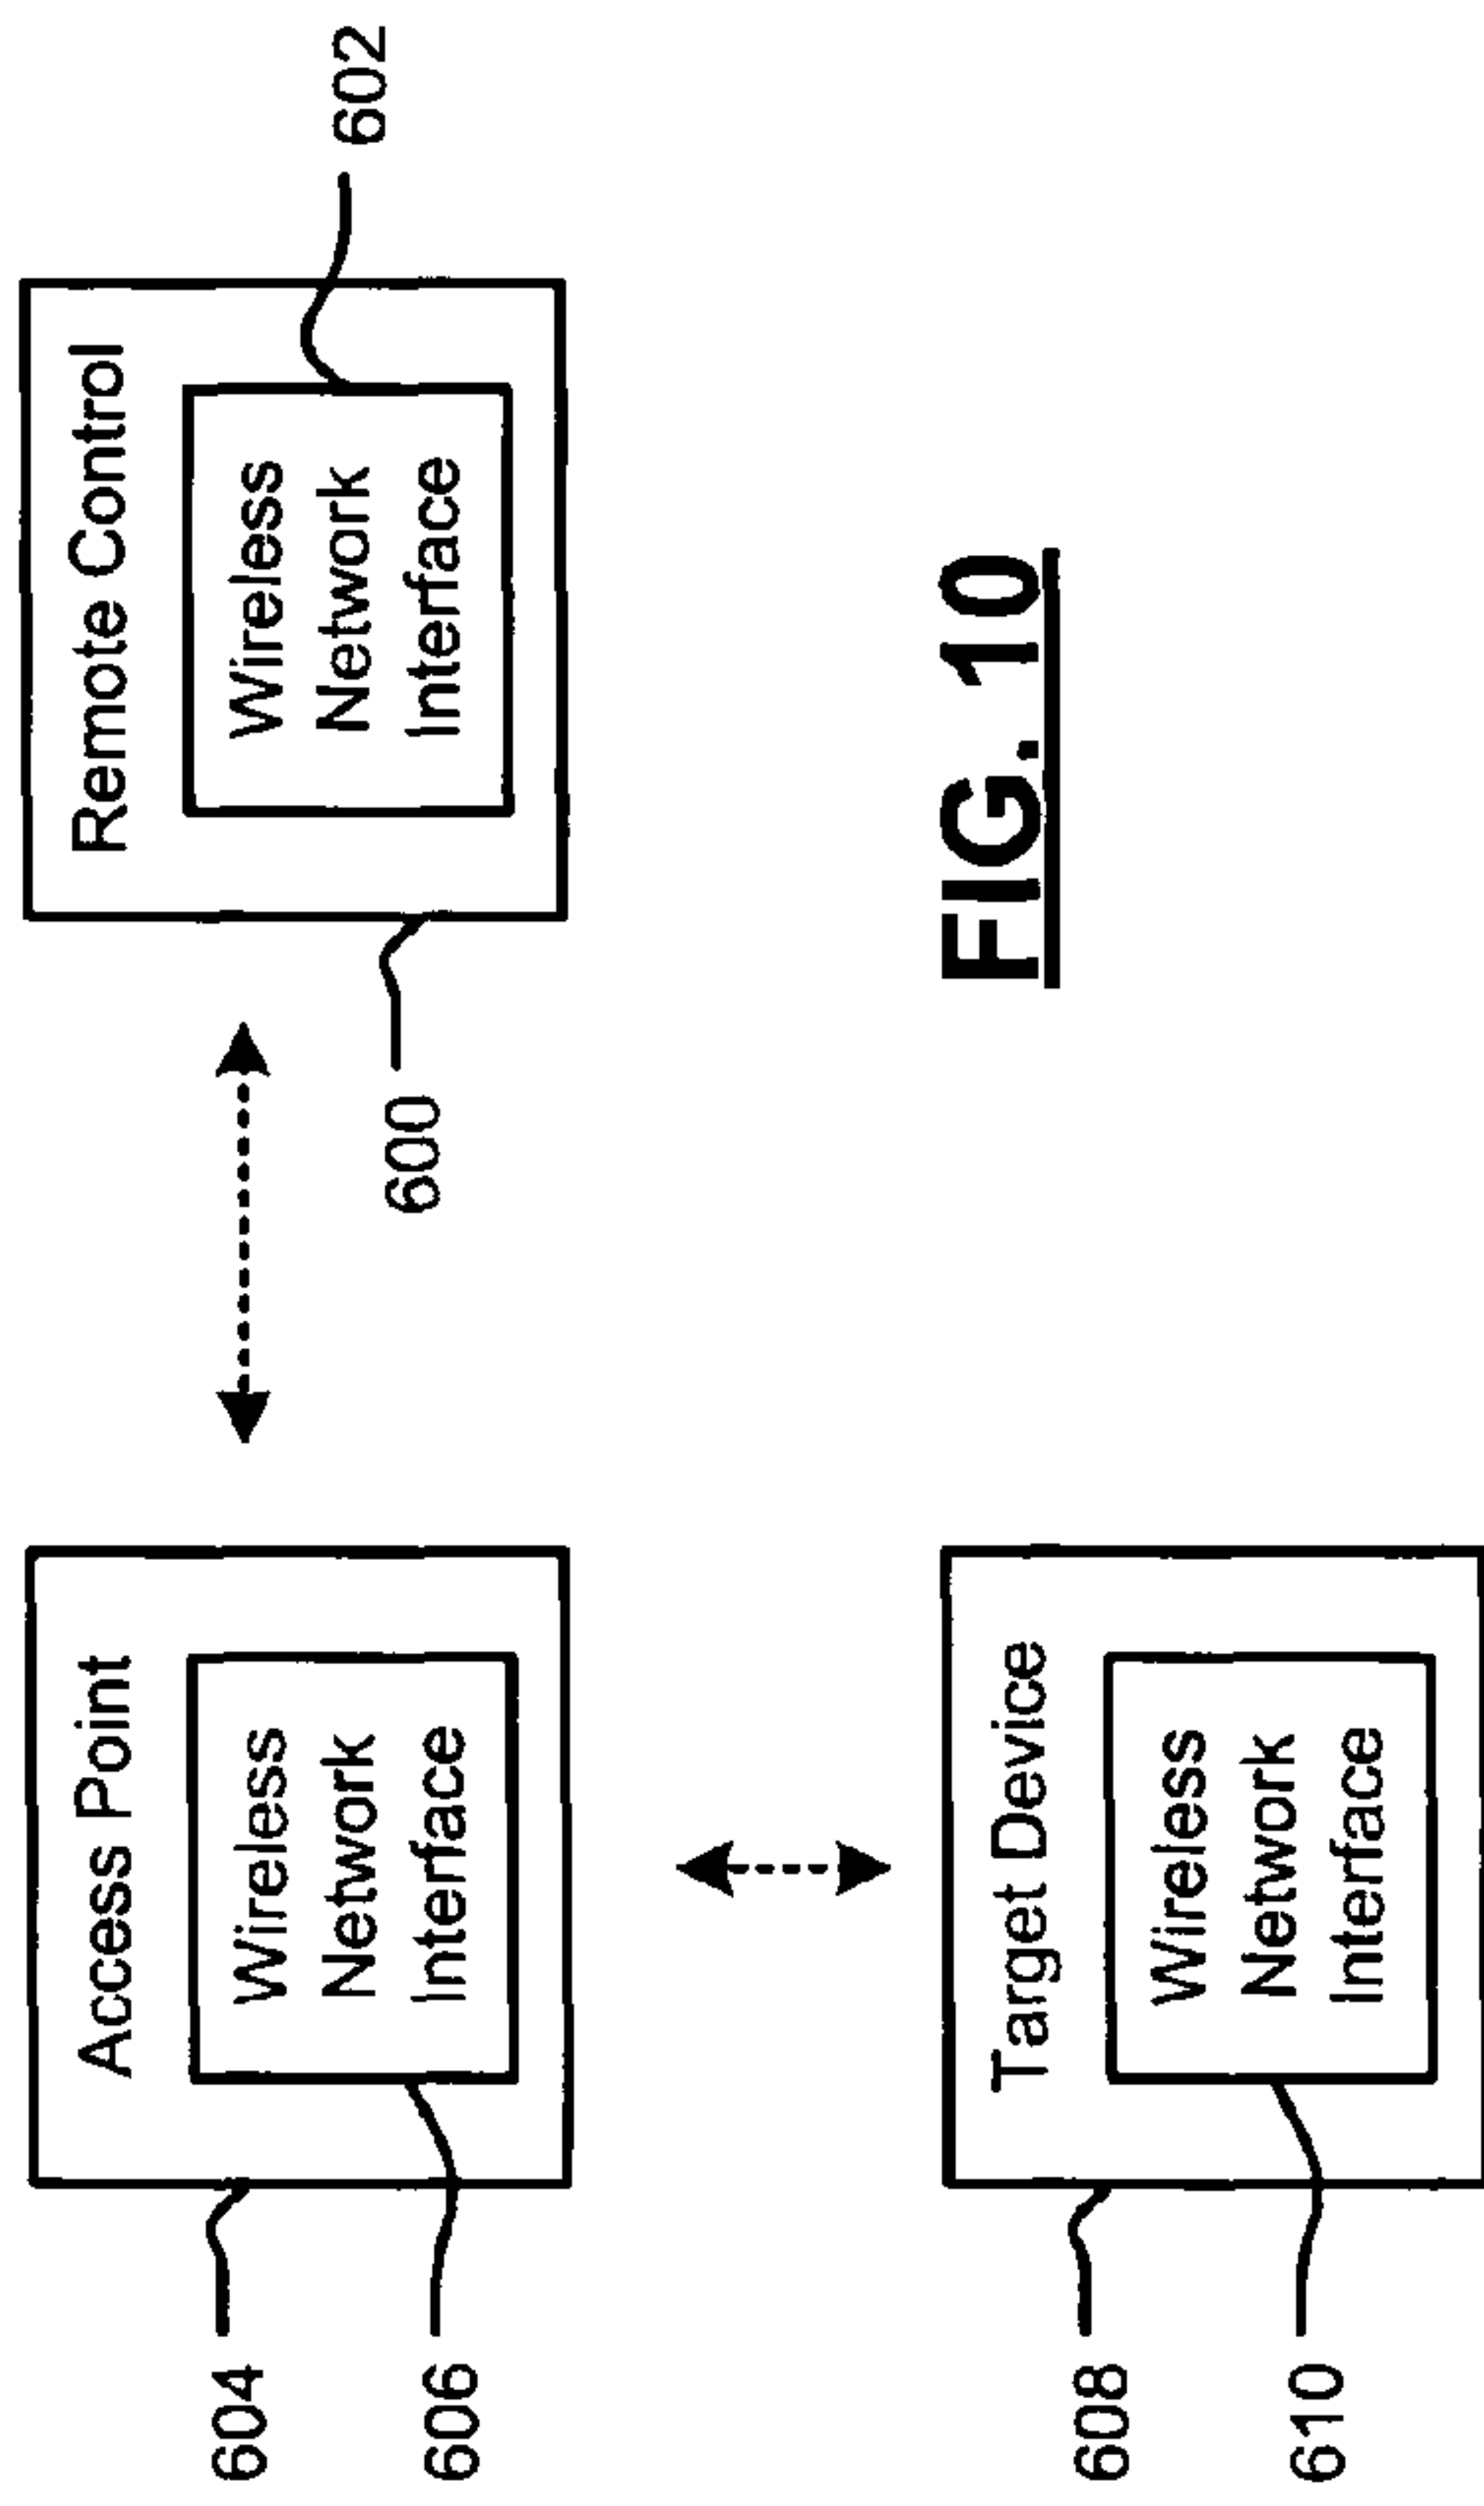 604
Access Point
606
Wireless
Network
Interface
600
Remote Control
Wireless
Network
Interface
602
608
Target Device
610
Wireless
Network
Interface
FIG. 10